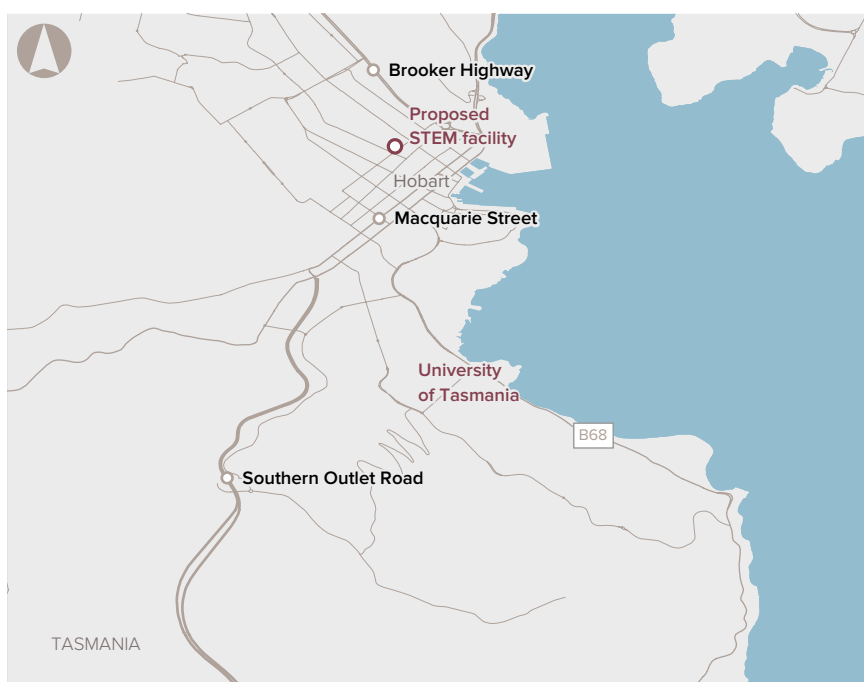 Brooker Highway
Proposed
STEM facility
Hobart
Macquarie Street
University
of Tasmania
B68
Southern Outlet Road
TASMANIA